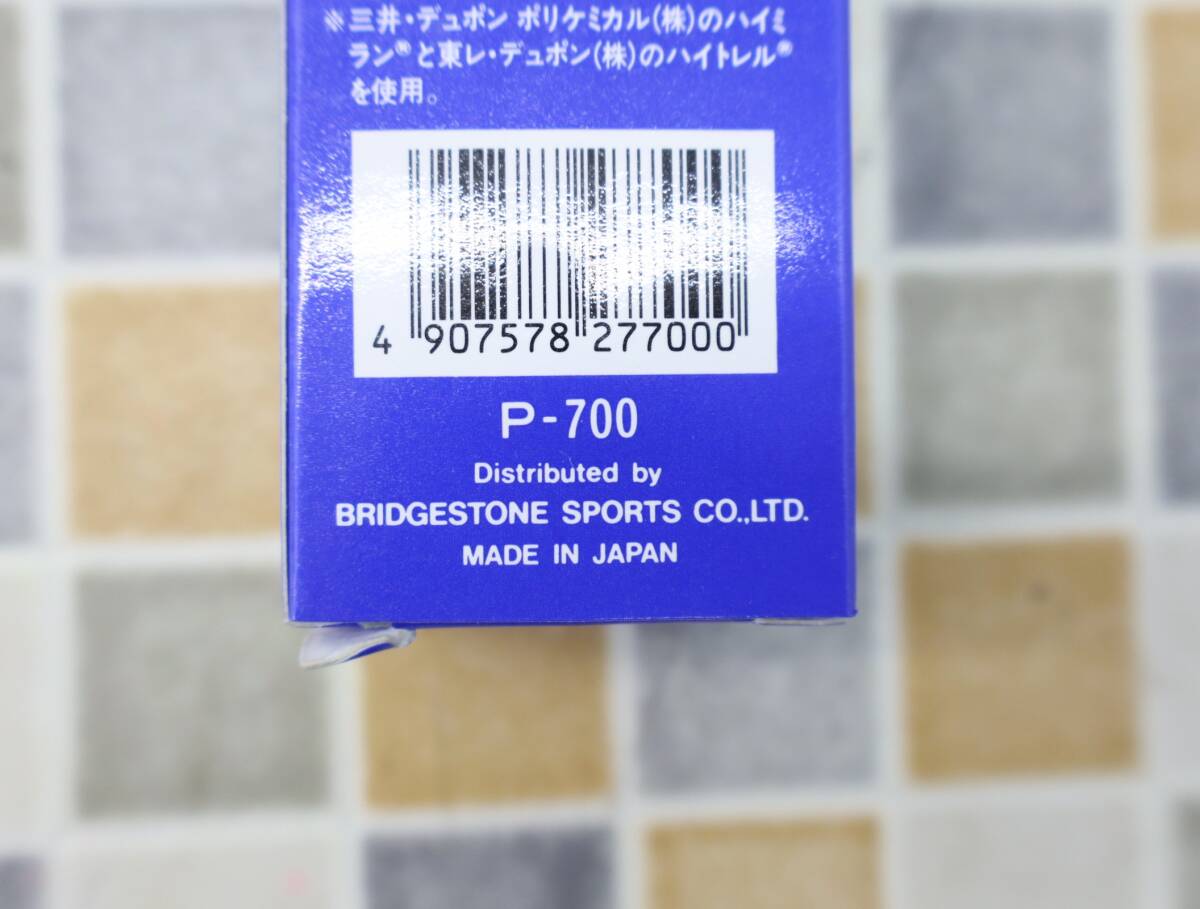 ※三井・デュポン ポリケミカル(株)のハイミ
ラン®と東レ・デュポン(株)のハイトレル®
を使用。
4 907578 277000
P-700
Distributed by
BRIDGESTONE SPORTS CO.,LTD.
MADE IN JAPAN